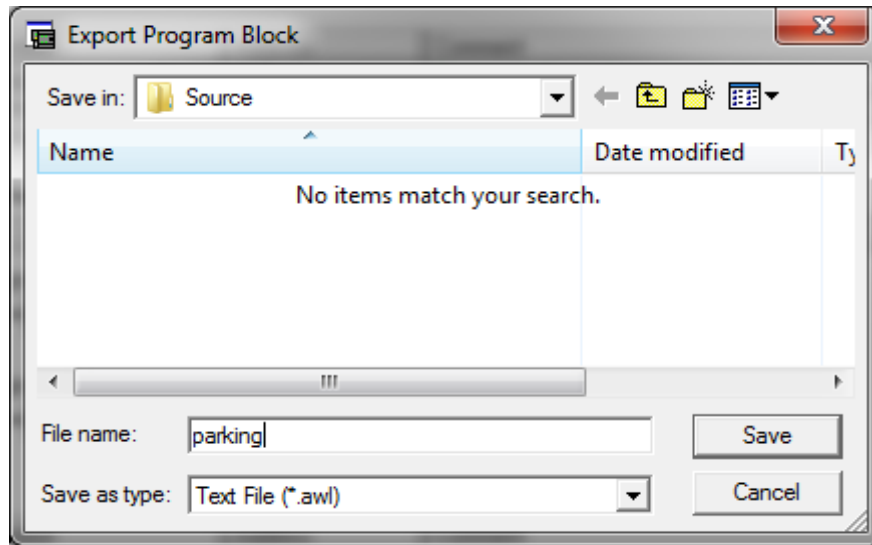 Export Program Block
Save in: Source
Name Date modified Ty
No items match your search.
File name: parking
Save
Save as type: Text File (*.awl)
Cancel